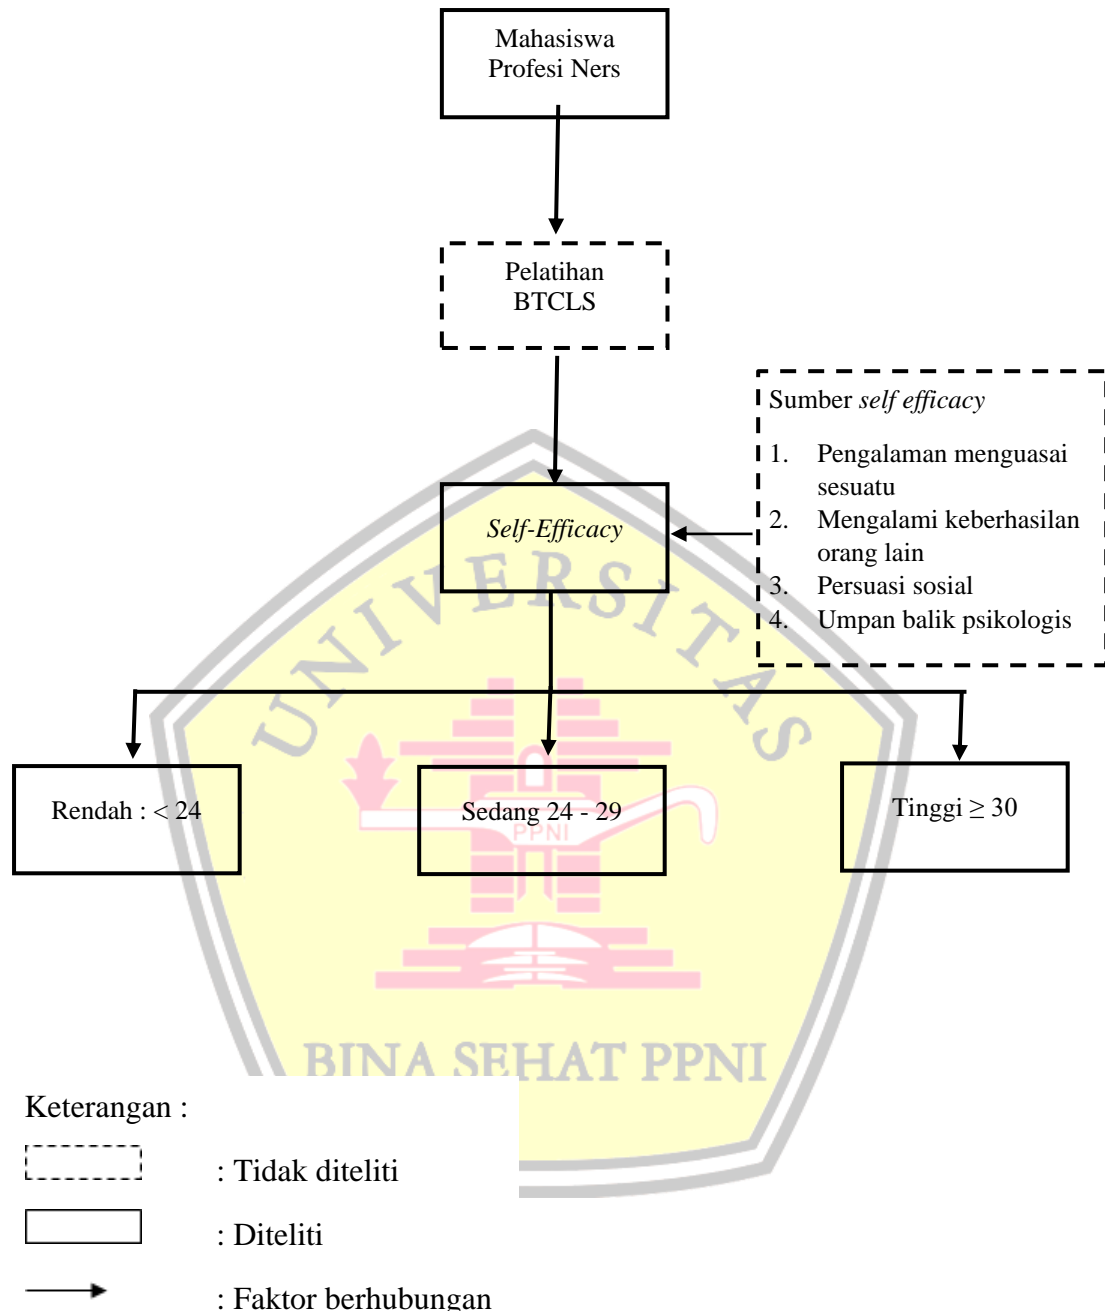 Mahasiswa
Profesi Ners
Pelatihan
BTCLS
Sumber self efficacy
1. Pengalaman menguasai
sesuatu
2. Mengalami keberhasilan
orang lain
3. Persuasi sosial
4. Umpan balik psikologis
Self-Efficacy
UNIVERSITAS
Rendah : < 24
Sedang 24 - 29
Tinggi ≥ 30
PPNI
BINA SEHAT PPNI
Keterangan :
: Tidak diteliti
: Diteliti
: Faktor berhubungan